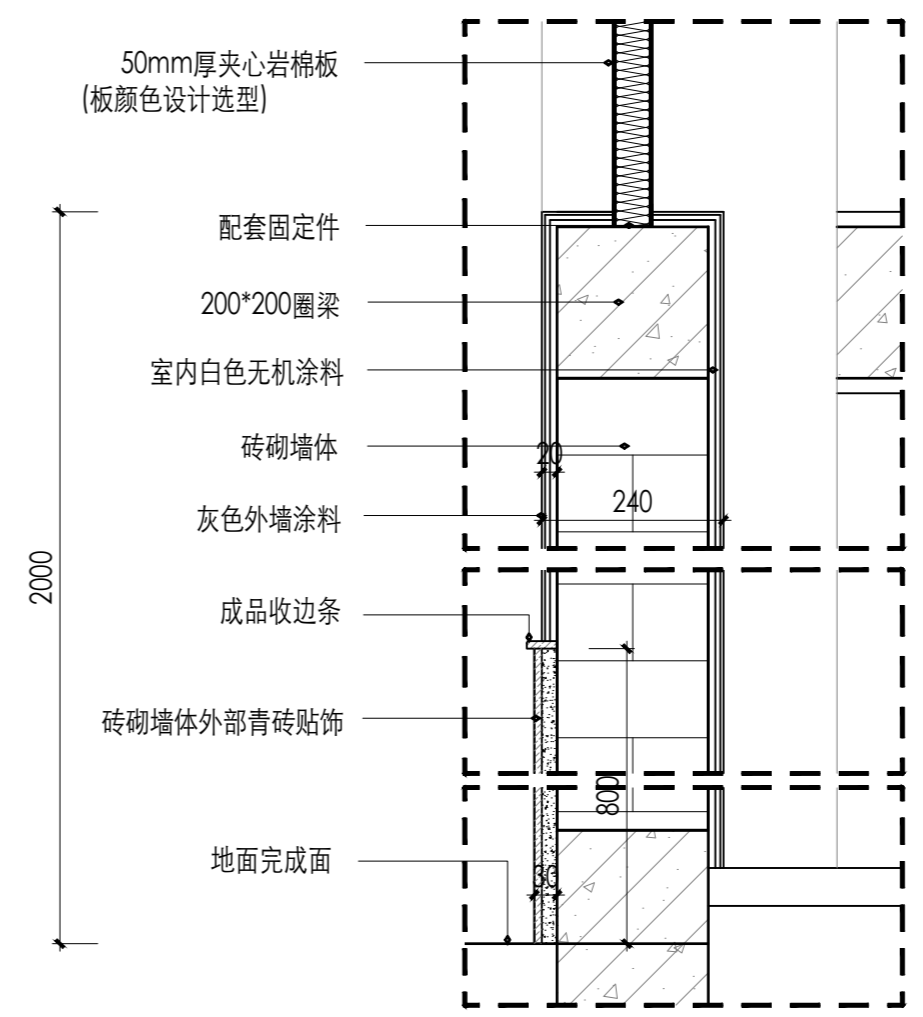 50mm厚夹心岩棉板
(板颜色设计选型)
配套固定件
200*200圈梁
室内白色无机涂料
砖砌墙体
20
240
灰色外墙涂料
2000
成品收边条
砖砌墙体外部青砖贴饰
800
地面完成面
30